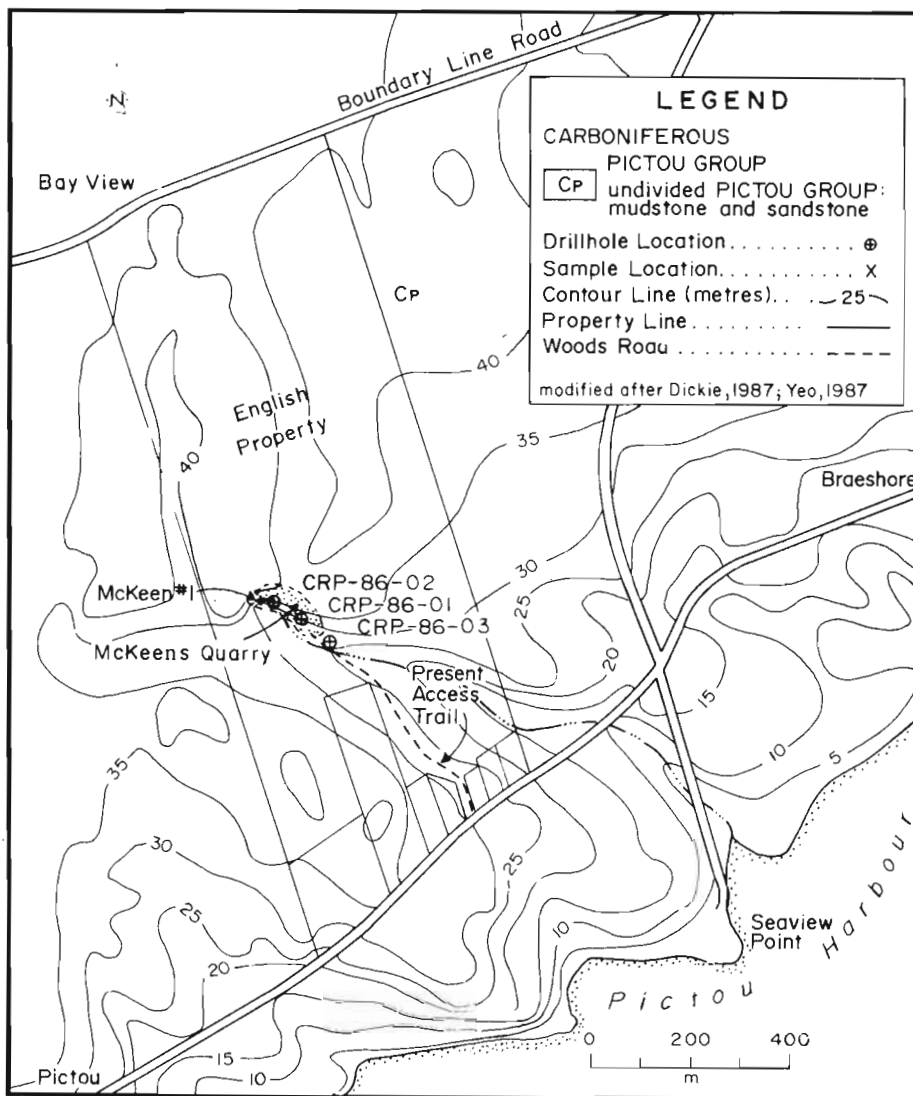 Boundary Line Road
N
Bay View
LEGEND
CARBONIFEROUS
PICTOU GROUP
CP undivided PICTOU GROUP:
mudstone and sandstone
Drillhole Location . . . . . . . . . . ⊕
Sample Location. . . . . . . . . . . X
Contour Line (metres). . . 25
Property Line . . . . . . . . .
Woods Road . . . . . . . . . .
modified after Dickie, 1987; Yeo, 1987
CP
40
English
Property
40
35
Braeshore
30
McKeen #1
CRP-86-02
CRP-86-01
CRP-86-03
25
McKeens Quarry
20
Present
Access
Trail
15
10
5
35
30
25
25
20
10
Seaview
Point
Pictou Harbour
15
10
Pictou
0 200 400
m